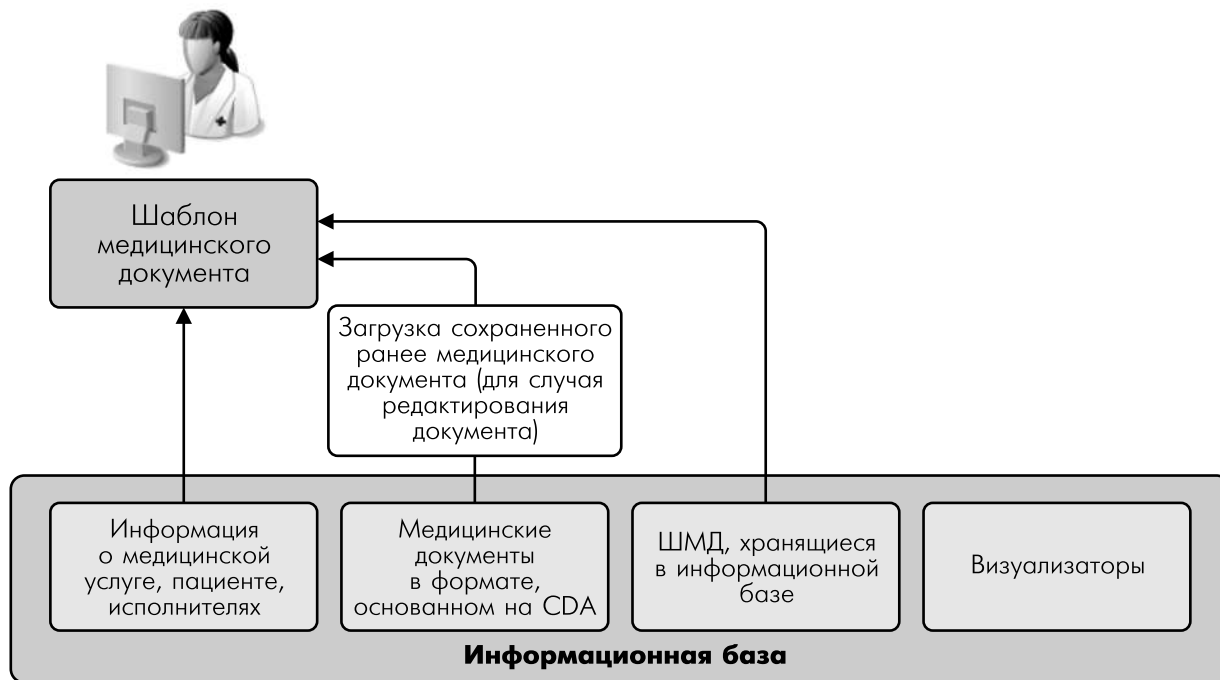 Шаблон
медицинского
документа
Загрузка сохраненного
ранее медицинского
документа (для случая
редактирования
документа)
Информация
о медицинской
услуге, пациенте,
исполнителях
Медицинские
документы
в формате,
основанном на CDA
ШМД, хранящиеся
в информационной
базе
Визуализаторы
Информационная база